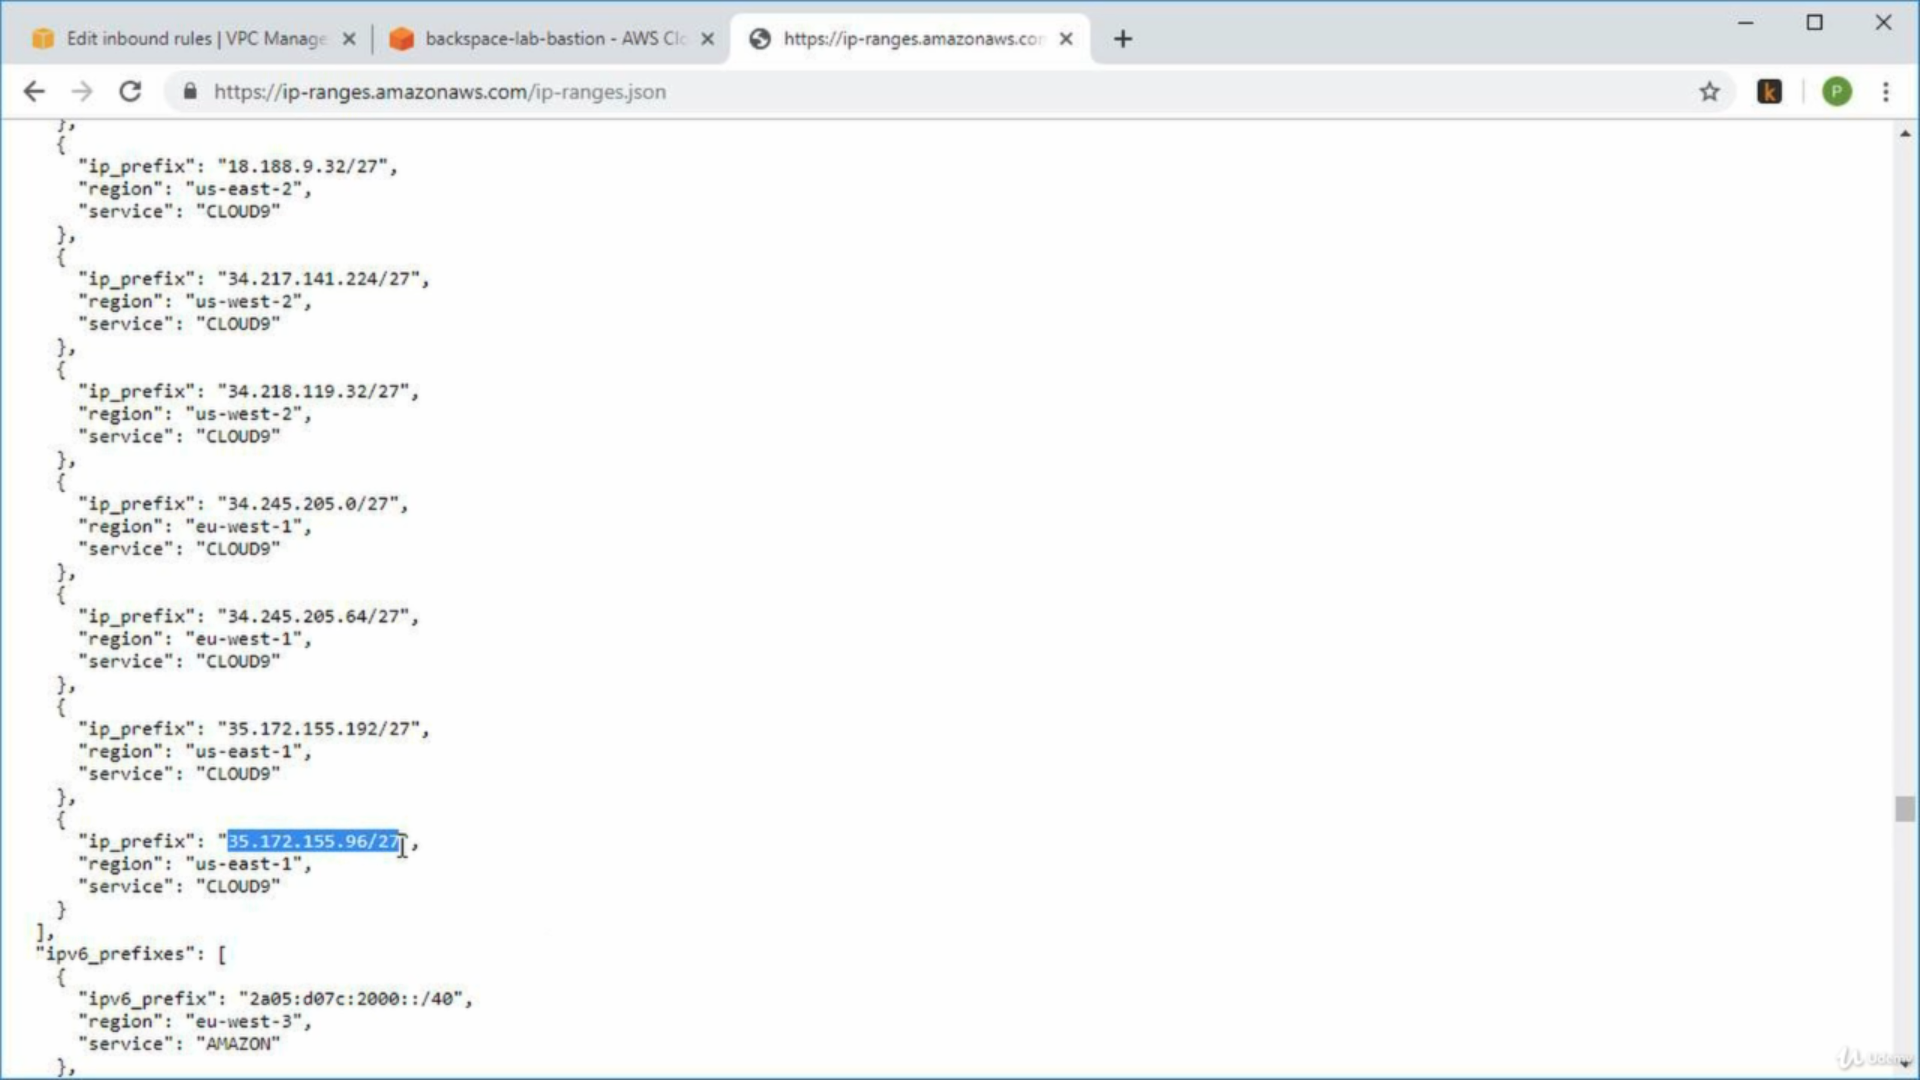 Edit inbound rules | VPC Manage
backspace-lab-bastion - AWS Clo
https://ip-ranges.amazonaws.cor
https://ip-ranges.amazonaws.com/ip-ranges.json
k
P
},
{
"ip_prefix": "18.188.9.32/27",
"region": "us-east-2",
"service": "CLOUD9"
},
{
"ip_prefix": "34.217.141.224/27",
"region": "us-west-2",
"service": "CLOUD9"
},
{
"ip_prefix": "34.218.119.32/27",
"region": "us-west-2",
"service": "CLOUD9"
},
{
"ip_prefix": "34.245.205.0/27",
"region": "eu-west-1",
"service": "CLOUD9"
},
{
"ip_prefix": "34.245.205.64/27",
"region": "eu-west-1",
"service": "CLOUD9"
},
{
"ip_prefix": "35.172.155.192/27",
"region": "us-east-1",
"service": "CLOUD9"
},
{
"ip_prefix": "35.172.155.96/27",
"region": "us-east-1",
"service": "CLOUD9"
}
],
"ipv6_prefixes": [
{
"ipv6_prefix": "2a05:d07c:2000::/40",
"region": "eu-west-3",
"service": "AMAZON"
},
Udemy